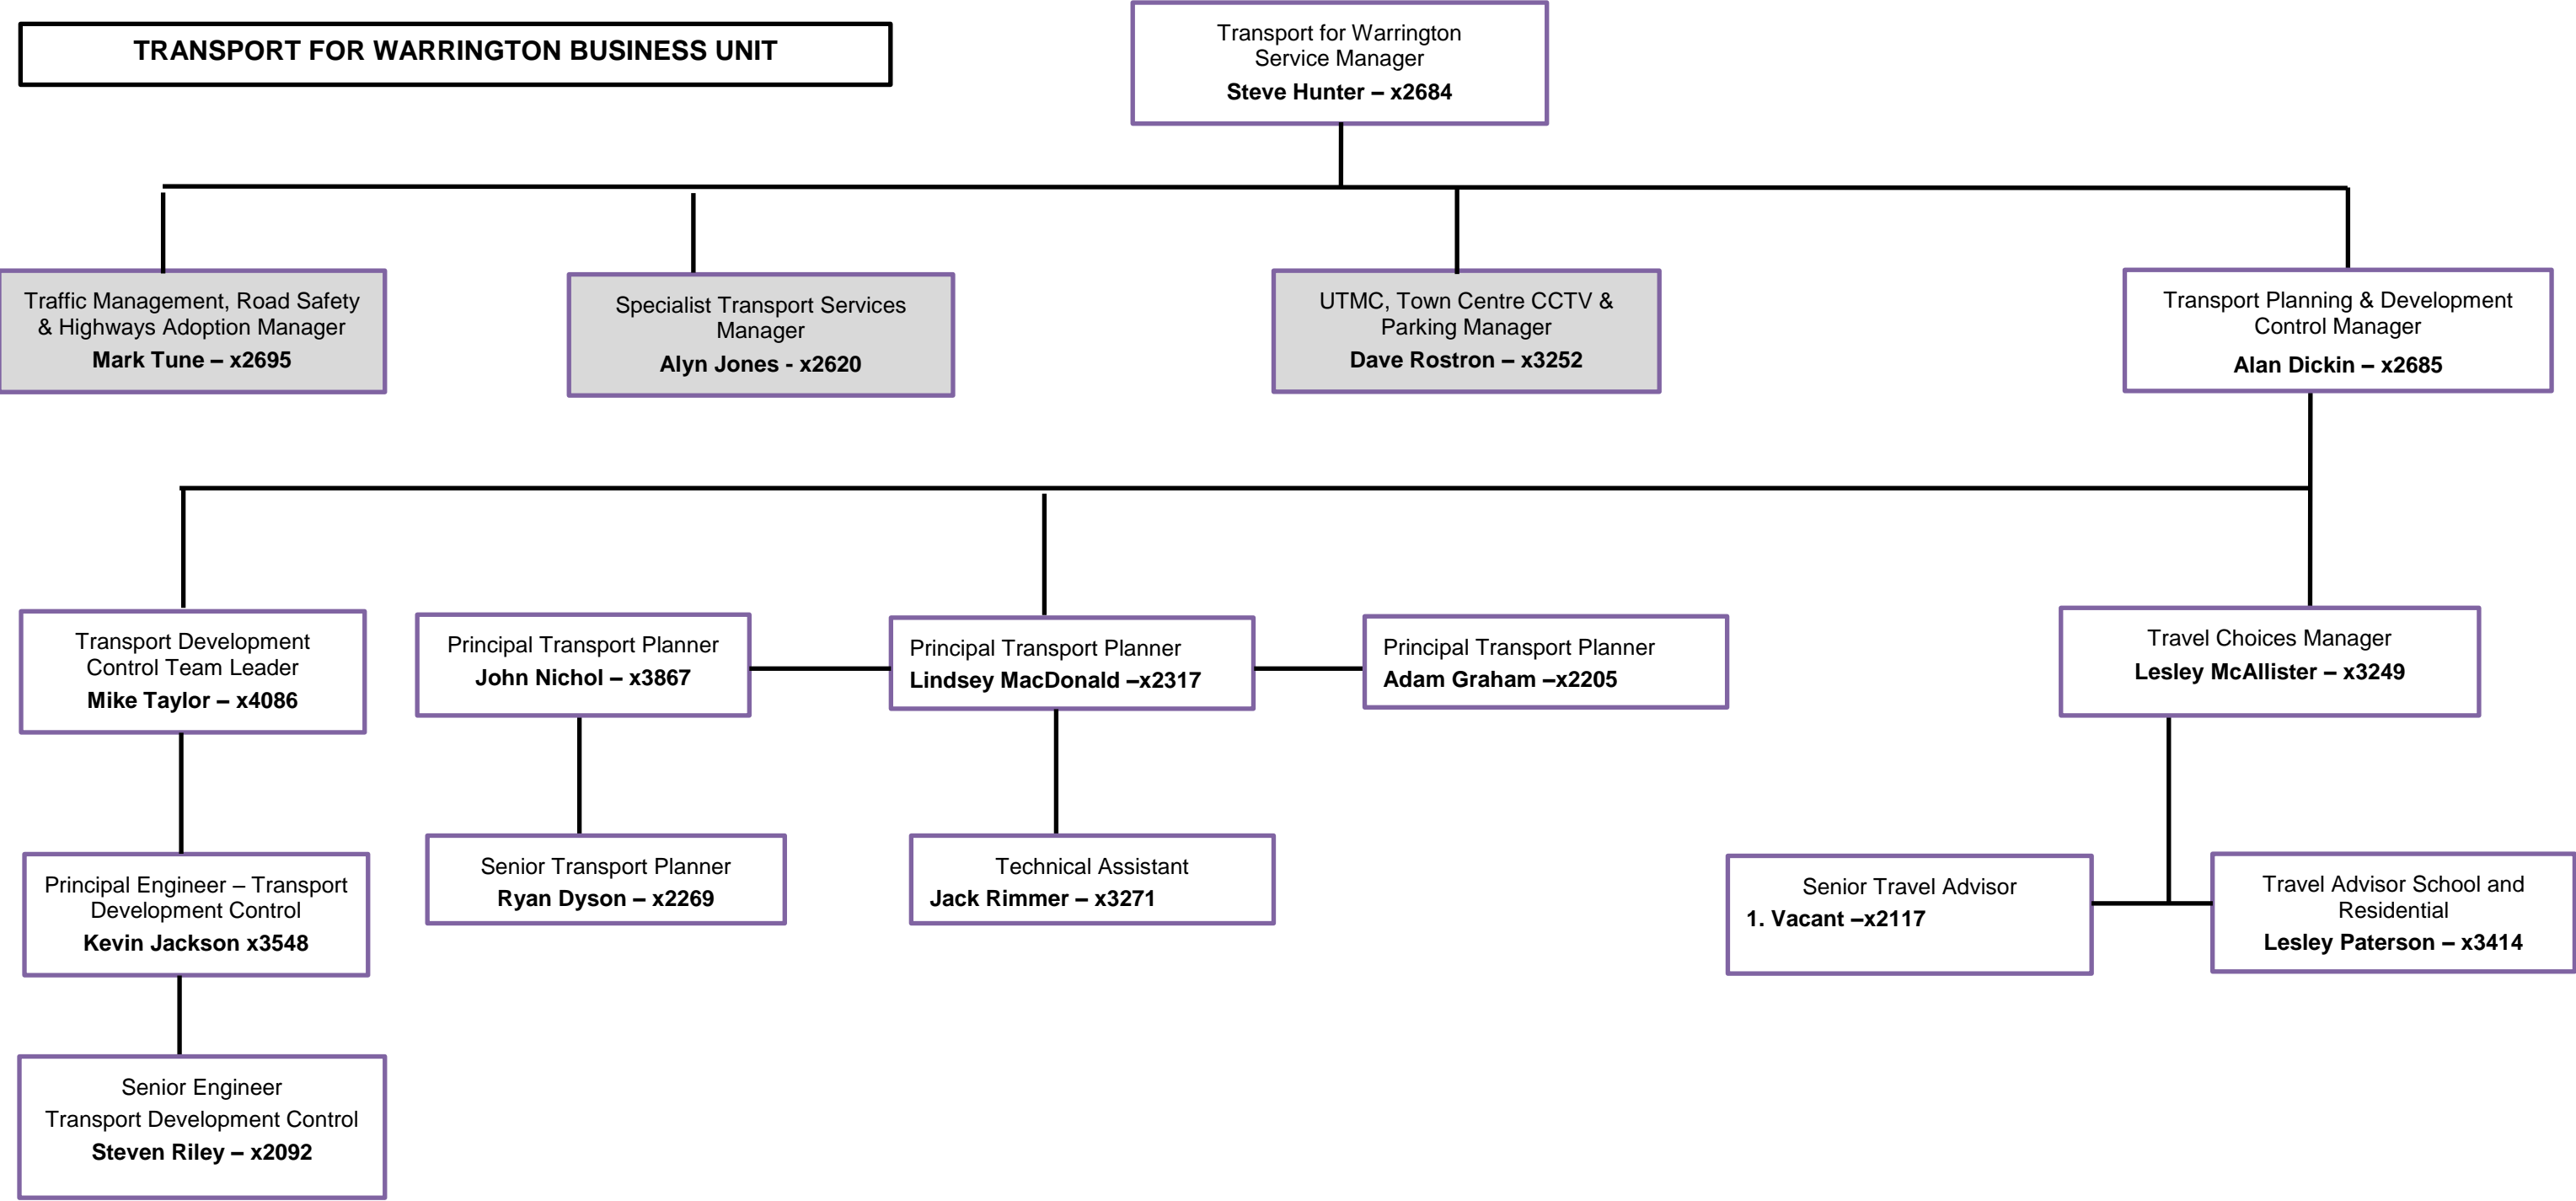 TRANSPORT FOR WARRINGTON BUSINESS UNIT
Transport for Warrington
Service Manager
Steve Hunter – x2684
Traffic Management, Road Safety
& Highways Adoption Manager
Mark Tune – x2695
Specialist Transport Services
Manager
Alyn Jones - x2620
UTMC, Town Centre CCTV &
Parking Manager
Dave Rostron – x3252
Transport Planning & Development
Control Manager
Alan Dickin – x2685
Transport Development
Control Team Leader
Mike Taylor – x4086
Principal Transport Planner
John Nichol – x3867
Principal Transport Planner
Lindsey MacDonald –x2317
Principal Transport Planner
Adam Graham –x2205
Travel Choices Manager
Lesley McAllister – x3249
Principal Engineer – Transport
Development Control
Kevin Jackson x3548
Senior Transport Planner
Ryan Dyson – x2269
Technical Assistant
Jack Rimmer – x3271
Senior Travel Advisor
1. Vacant –x2117
Travel Advisor School and
Residential
Lesley Paterson – x3414
Senior Engineer
Transport Development Control
Steven Riley – x2092